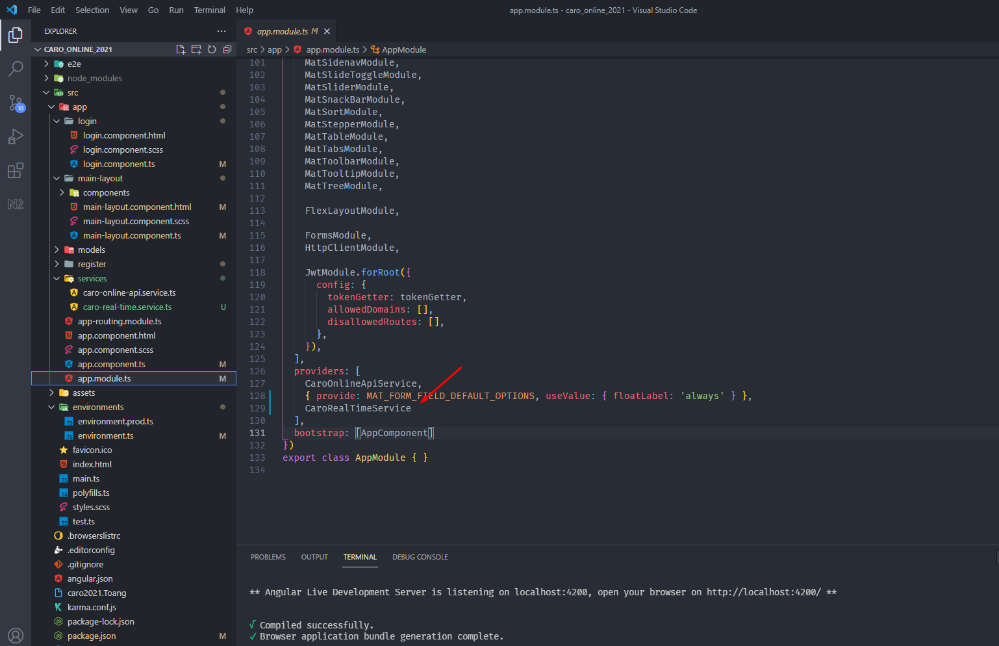 File Edit Selection View Go Run Terminal Help
app.module.ts - caro_online_2021 - Visual Studio Code
EXPLORER
CARO_ONLINE_2021
e2e
node_modules
src
app
login
login.component.html
login.component.scss
login.component.ts M
main-layout
components
main-layout.component.html M
main-layout.component.scss
main-layout.component.ts M
models
register
services
caro-online-api.service.ts
caro-real-time.service.ts U
app-routing.module.ts
app.component.html
app.component.scss
app.component.ts M
app.module.ts M
assets
environments
environment.prod.ts
environment.ts M
favicon.ico
index.html
main.ts
polyfills.ts
styles.scss
test.ts
.browserslistrc
.editorconfig
.gitignore
angular.json
caro2021.Toang
karma.conf.js
package-lock.json
package.json M
10
app.module.ts M
src > app > app.module.ts > AppModule
101 MatSidenavModule,
102 MatSlideToggleModule,
103 MatSliderModule,
104 MatSnackBarModule,
105 MatSortModule,
106 MatStepperModule,
107 MatTableModule,
108 MatTabsModule,
109 MatToolbarModule,
110 MatTooltipModule,
111 MatTreeModule,
112
113 FlexLayoutModule,
114
115 FormsModule,
116 HttpClientModule,
117
118 JwtModule.forRoot({
119 config: {
120 tokenGetter: tokenGetter,
121 allowedDomains: [],
122 disallowedRoutes: [],
123 },
124 }),
125 ],
126 providers: [
127 CaroOnlineApiService,
128 { provide: MAT_FORM_FIELD_DEFAULT_OPTIONS, useValue: { floatLabel: 'always' } },
129 CaroRealTimeService
130 ],
131 bootstrap: [AppComponent]
132 })
133 export class AppModule { }
134
PROBLEMS OUTPUT TERMINAL DEBUG CONSOLE
** Angular Live Development Server is listening on localhost:4200, open your browser on http://localhost:4200/ **
√ Compiled successfully.
✓ Browser application bundle generation complete.